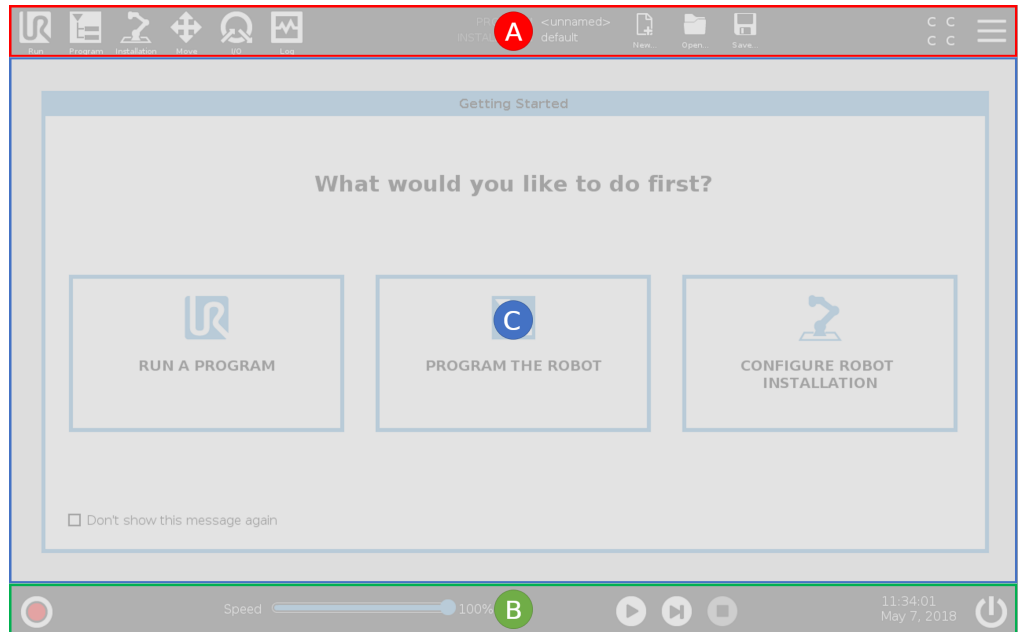 <unnamed>
default
Run
Program
Installation
Move
I/O
Log
New...
Open...
Save...
C C
C C
A
Getting Started
What would you like to do first?
RUN A PROGRAM
C
PROGRAM THE ROBOT
CONFIGURE ROBOT
INSTALLATION
Don't show this message again
Speed
100%
B
11:34:01
May 7, 2018